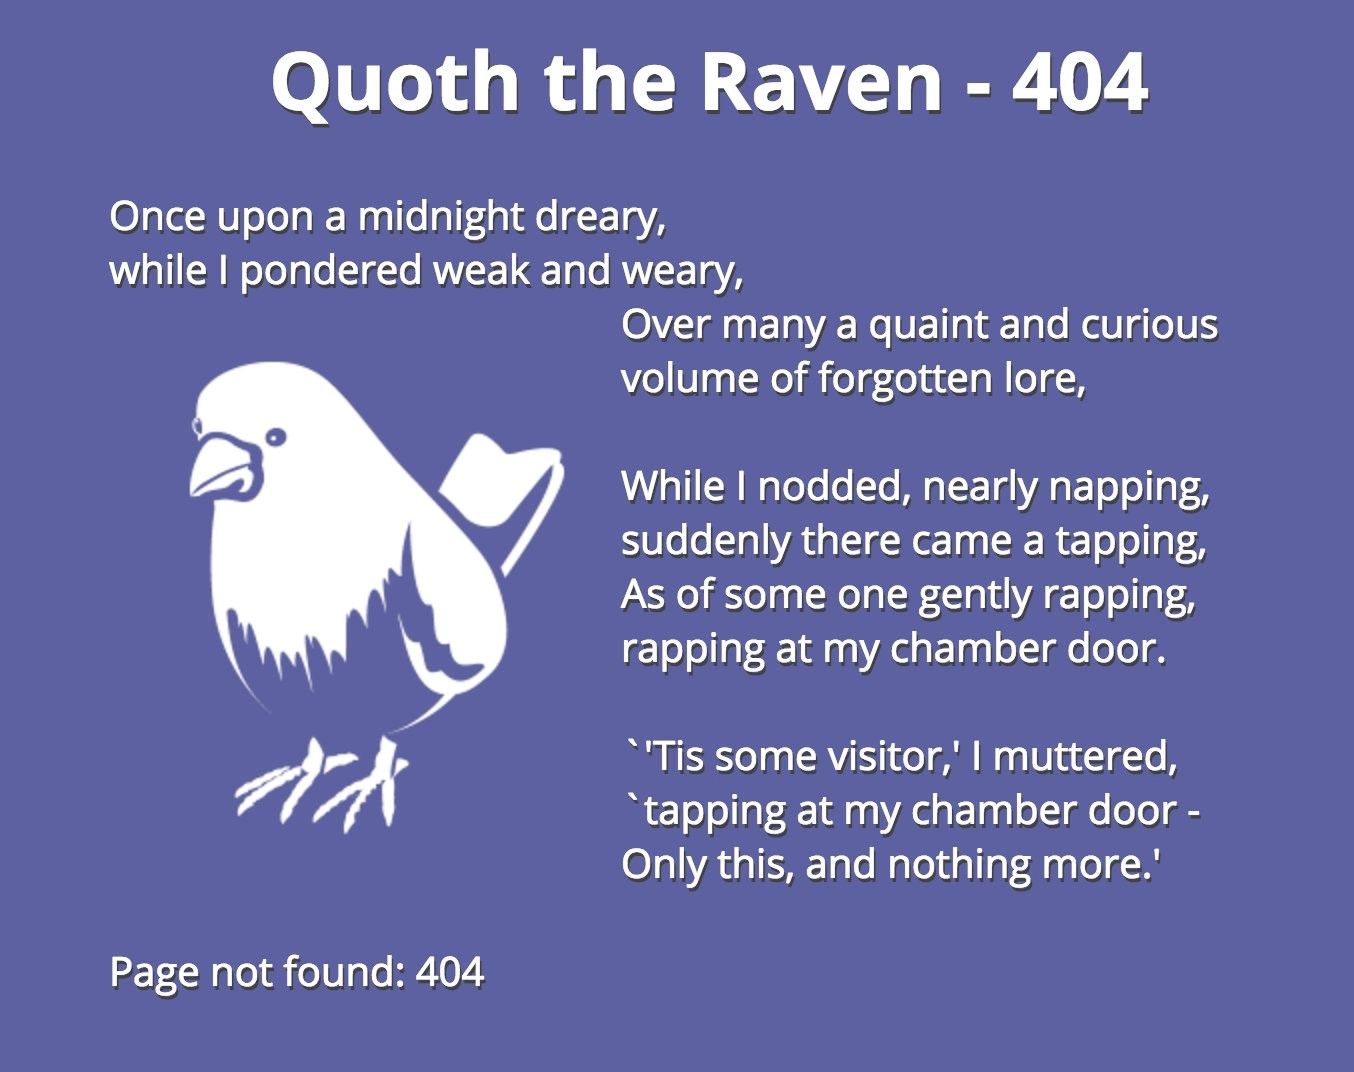 Quoth the Raven - 404
Once upon a midnight dreary,
while I pondered weak and weary,
Over many a quaint and curious
volume of forgotten lore,
While I nodded, nearly napping,
suddenly there came a tapping,
As of some one gently rapping,
rapping at my chamber door.
`'Tis some visitor,' I muttered,
`tapping at my chamber door -
Only this, and nothing more.'
Page not found: 404